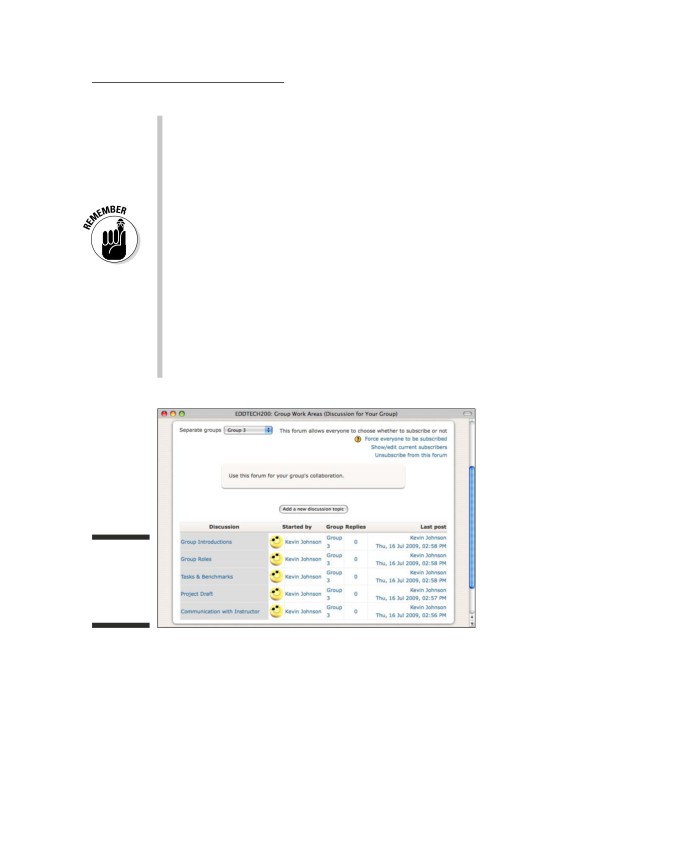 REMEMBER
EDDTECH200: Group Work Areas (Discussion for Your Group)
Separate groups Group 3 This forum allows everyone to choose whether to subscribe or not
Force everyone to be subscribed
Show/edit current subscribers
Unsubscribe from this forum
Use this forum for your group's collaboration.
Add a new discussion topic
Discussion Started by Group Replies Last post
Group Introductions Kevin Johnson Group 3 0 Kevin Johnson
Thu, 16 Jul 2009, 02:58 PM
Group Roles Kevin Johnson Group 3 0 Kevin Johnson
Thu, 16 Jul 2009, 02:58 PM
Tasks & Benchmarks Kevin Johnson Group 3 0 Kevin Johnson
Thu, 16 Jul 2009, 02:58 PM
Project Draft Kevin Johnson Group 3 0 Kevin Johnson
Thu, 16 Jul 2009, 02:57 PM
Communication with Instructor Kevin Johnson Group 3 0 Kevin Johnson
Thu, 16 Jul 2009, 02:56 PM